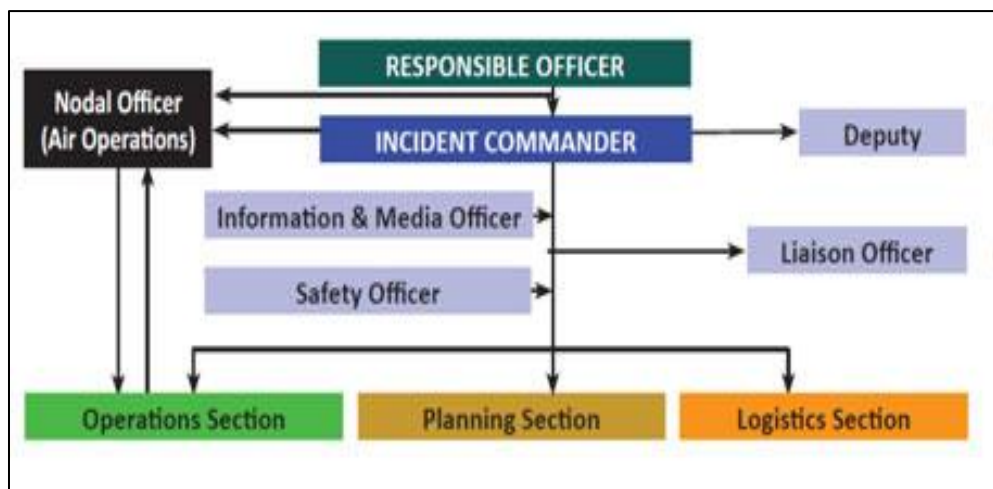 RESPONSIBLE OFFICER
Nodal Officer
(Air Operations)
INCIDENT COMMANDER
Deputy
Information & Media Officer
Liaison Officer
Safety Officer
Operations Section
Planning Section
Logistics Section